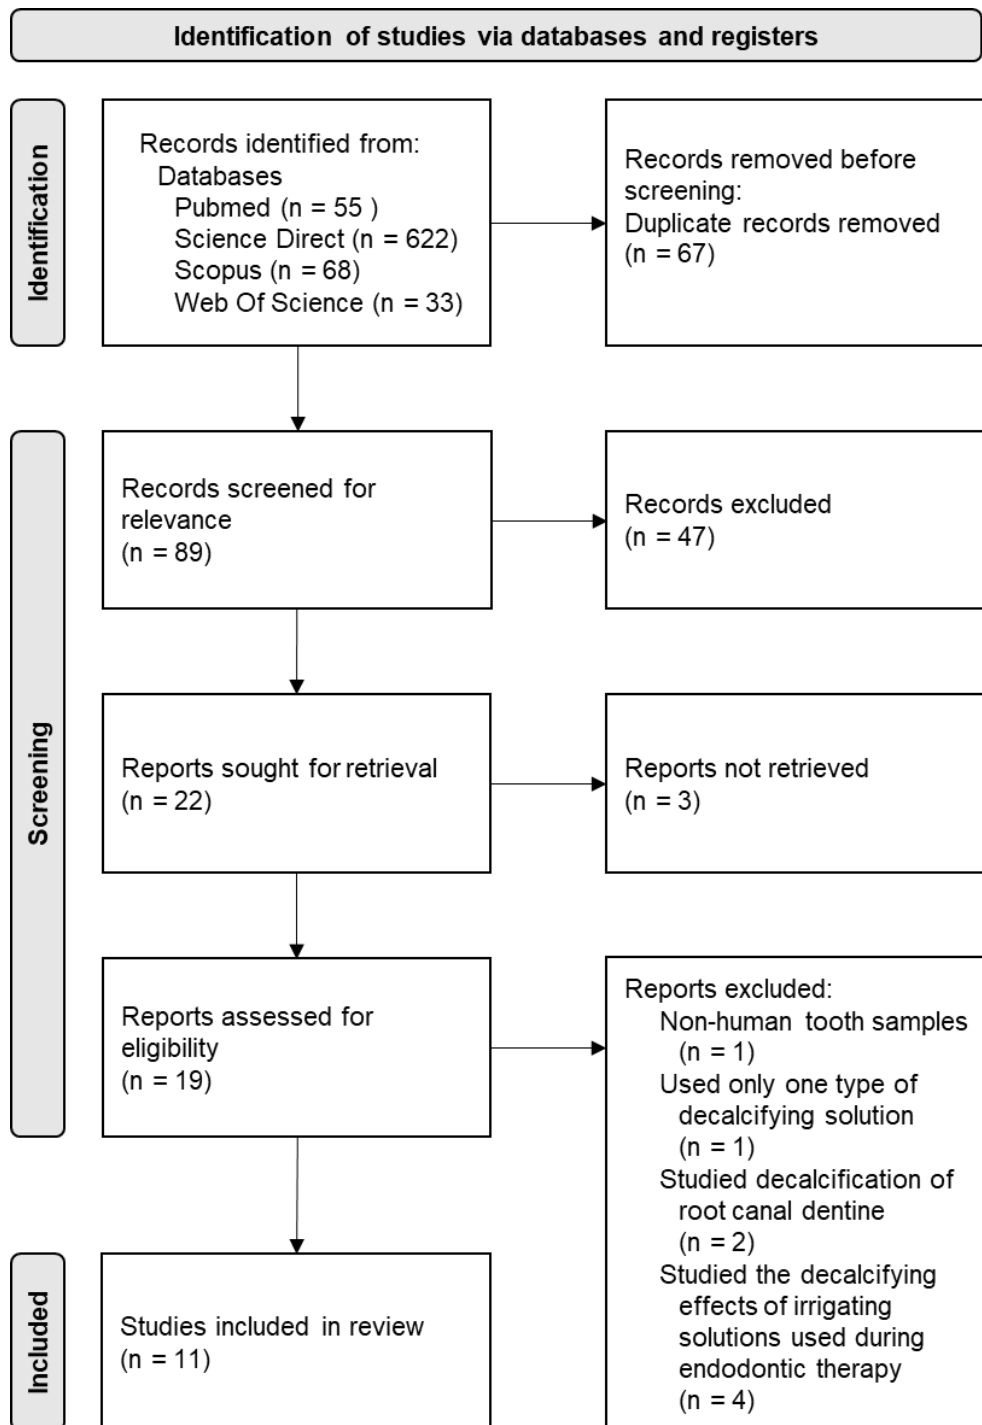 Identification of studies via databases and registers
Identification
Records identified from:
Databases
Pubmed (n = 55 )
Science Direct (n = 622)
Scopus (n = 68)
Web Of Science (n = 33)
Records removed before
screening:
Duplicate records removed
(n = 67)
Screening
Records screened for
relevance
(n = 89)
Records excluded
(n = 47)
Reports sought for retrieval
(n = 22)
Reports not retrieved
(n = 3)
Reports assessed for
eligibility
(n = 19)
Reports excluded:
Non-human tooth samples
(n = 1)
Used only one type of
decalcifying solution
(n = 1)
Studied decalcification of
root canal dentine
(n = 2)
Studied the decalcifying
effects of irrigating
solutions used during
endodontic therapy
(n = 4)
Included
Studies included in review
(n = 11)